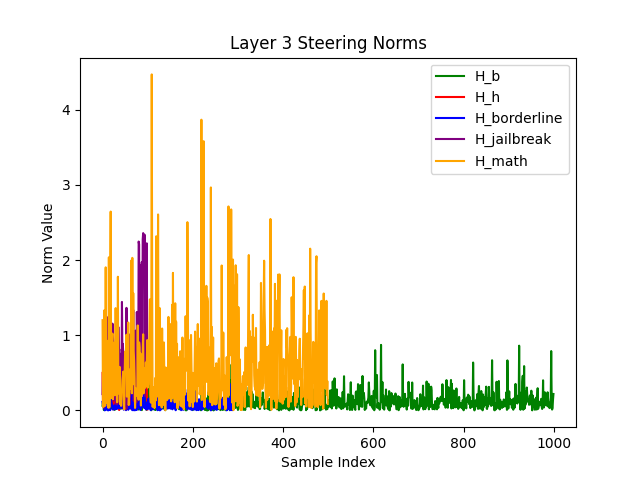 Layer 3 Steering Norms
H_b
H_h
H_borderline
H_jailbreak
H_math
Norm Value
4
3
2
1
0
0 200 400 600 800 1000
Sample Index